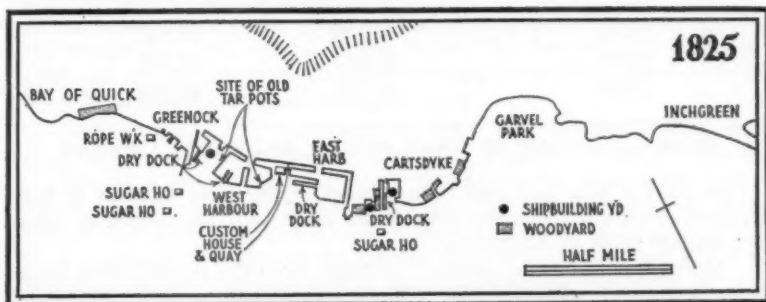 1825
BAY OF QUICK
SITE OF OLD
TAR POTS
GREENOCK
ROPE WK
DRY DOCK
SUGAR HO
SUGAR HO
WEST
HARBOUR
CUSTOM
HOUSE
& QUAY
EAST
HARB
DRY
DOCK
CARTSDYKE
DRY DOCK
SUGAR HO
GARVEL
PARK
INCHGREEN
SHIPBUILDING YD
WOODYARD
HALF MILE